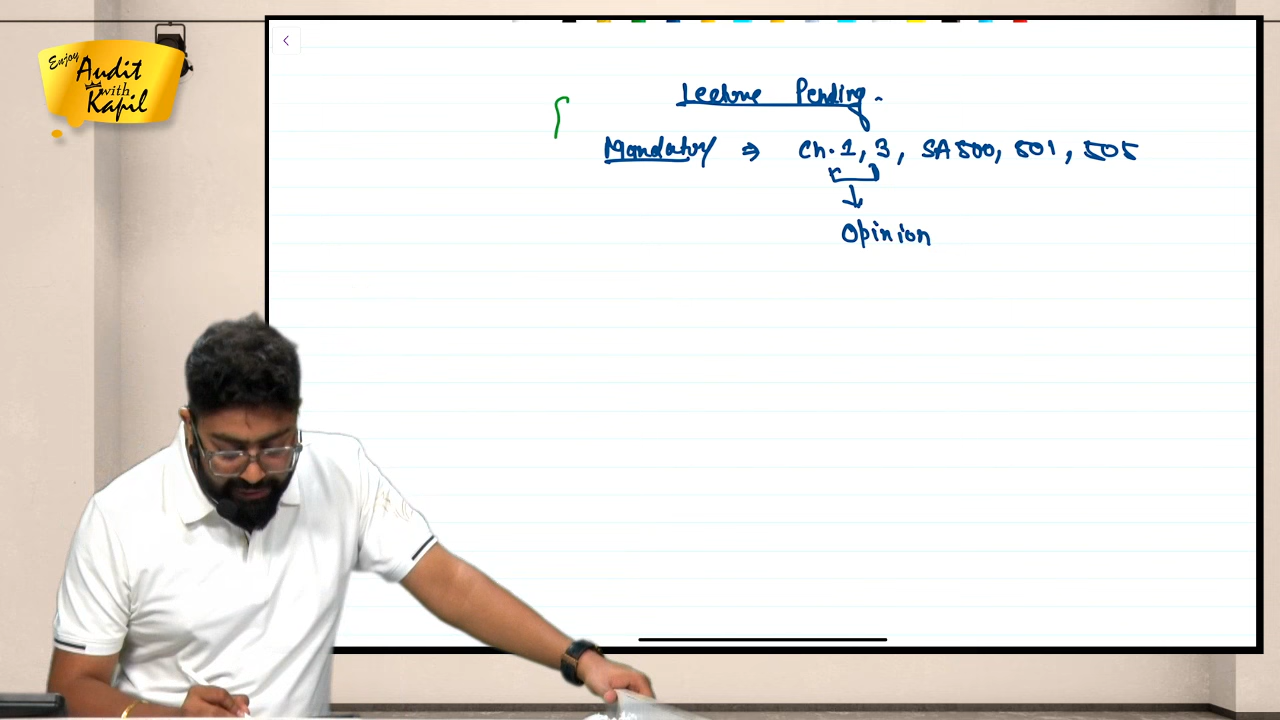 Enjoy
Audit
with
Kapil
Lecture Pending.
Mandatory ⇒ Ch. 1, 3, SA 500, 501, 505
↓
Opinion